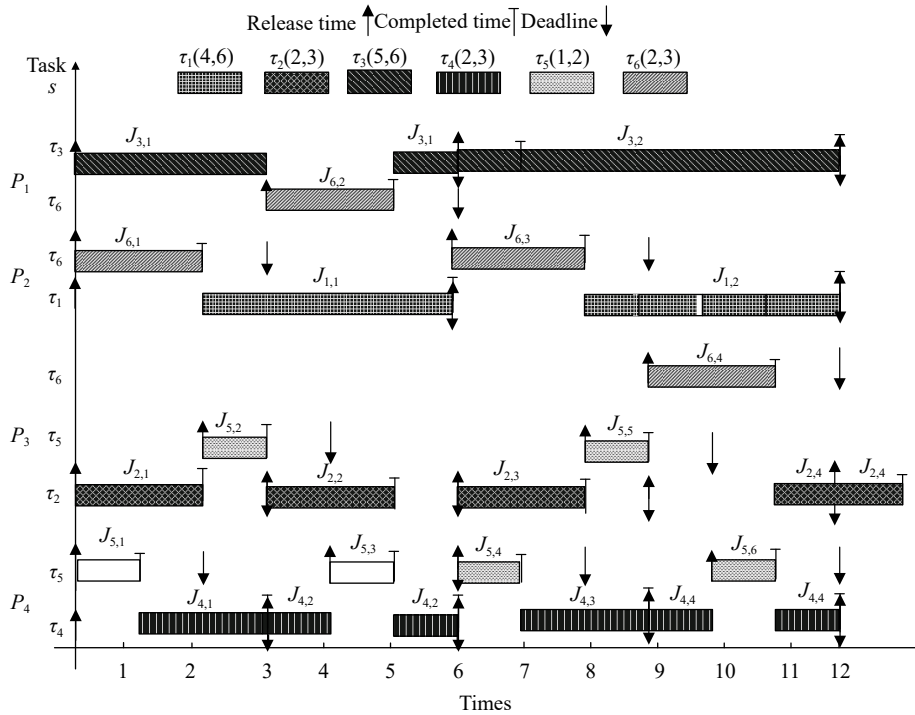 Release time Completed time Deadline
τ1(4,6) τ2(2,3) τ3(5,6) τ4(2,3) τ5(1,2) τ6(2,3)
Task
s
J3,1 J3,1 J3,2
τ3
P1
J6,2
τ6
J6,1 J6,3
τ6
P2
J1,1 J1,2
τ1
J6,4
τ6
J5,2 J5,5
P3 τ5
J2,1 J2,2 J2,3 J2,4 J2,4
τ2
J5,1 J5,3 J5,4 J5,6
τ5
P4
J4,1 J4,2 J4,2 J4,3 J4,4 J4,4
τ4
1 2 3 4 5 6 7 8 9 10 11 12
Times